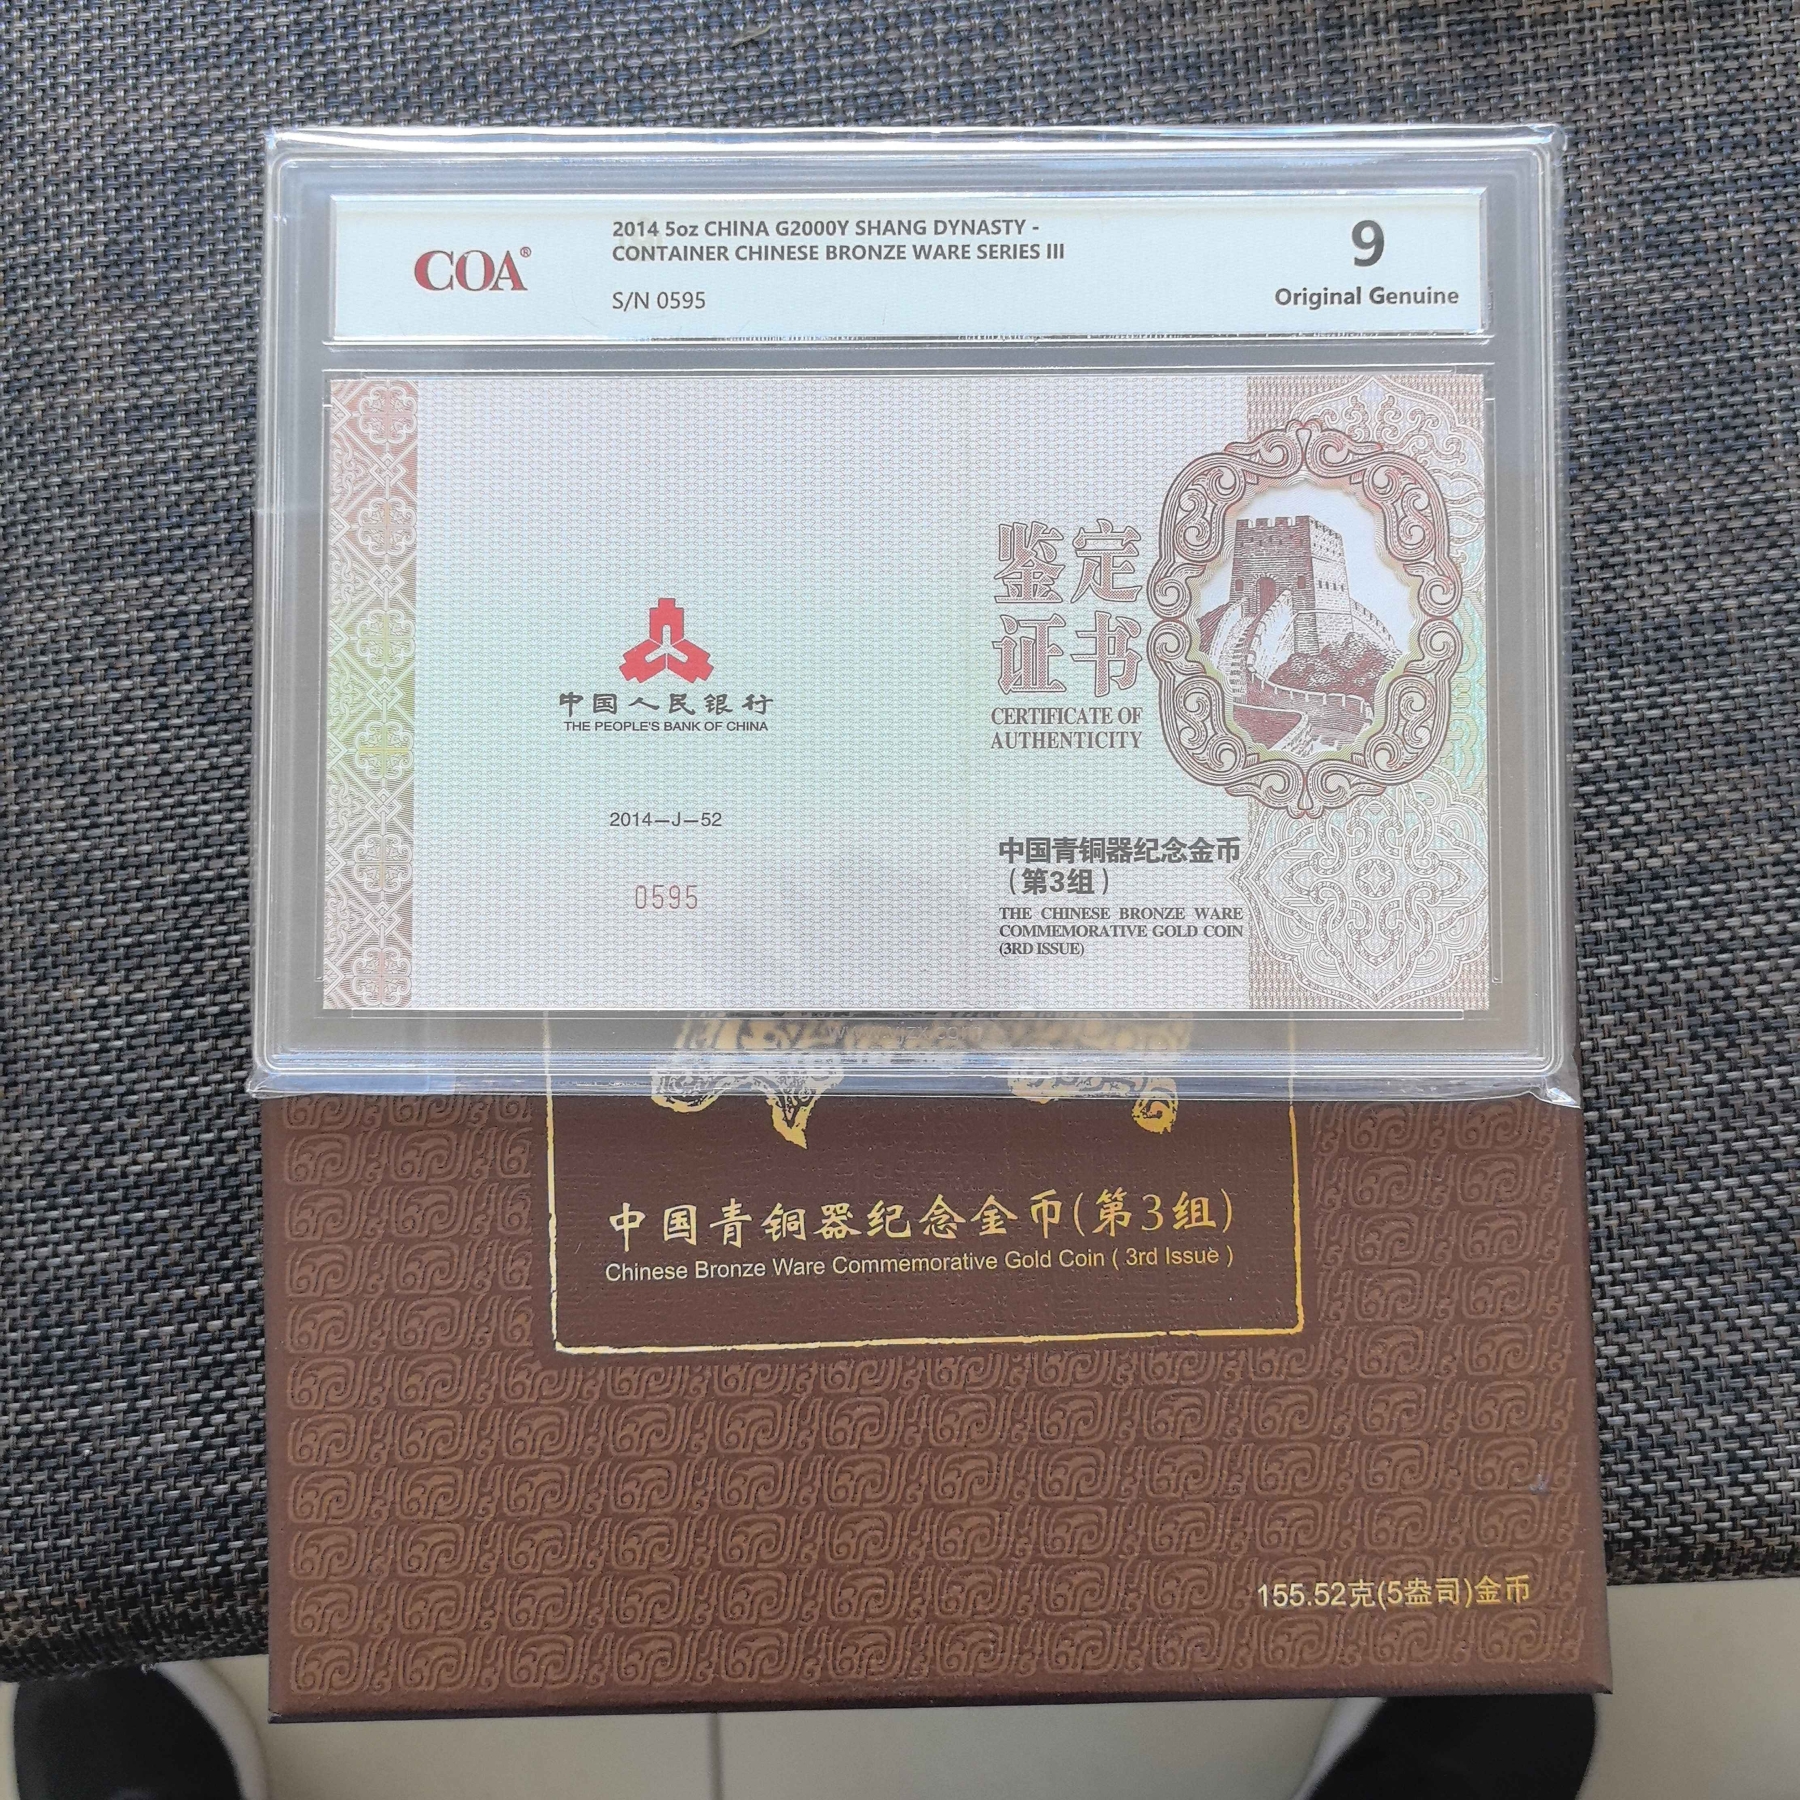 COA®
2014 5oz CHINA G2000Y SHANG DYNASTY -
CONTAINER CHINESE BRONZE WARE SERIES III
S/N 0595
9
Original Genuine
中国人民银行
THE PEOPLE'S BANK OF CHINA
2014—J—52
0595
鉴定
证书
CERTIFICATE OF
AUTHENTICITY
中国青铜器纪念金币
（第3组）
THE CHINESE BRONZE WARE
COMMEMORATIVE GOLD COIN
(3RD ISSUE)
中国青铜器纪念金币(第3组)
Chinese Bronze Ware Commemorative Gold Coin ( 3rd Issue )
155.52克(5盎司)金币